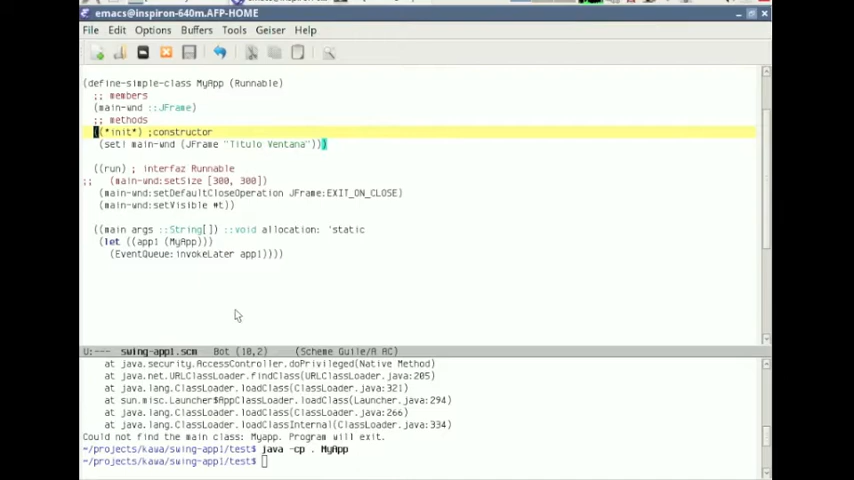 emacs@inspiron-640m.AFP-HOME
File Edit Options Buffers Tools Geiser Help
(define-simple-class MyApp (Runnable)
;; members
(main-wnd ::JFrame)
;; methods
((*init*) ;constructor
(set! main-wnd (JFrame "Titulo Ventana")))
((run) ; interfaz Runnable
;; (main-wnd:setSize [300, 300])
(main-wnd:setDefaultCloseOperation JFrame:EXIT_ON_CLOSE)
(main-wnd:setVisible #t))
((main args ::String[]) ::void allocation: 'static
(let ((app1 (MyApp)))
(EventQueue:invokeLater app1))))
U:--- swing-app1.scm Bot (10,2) (Scheme Guile/A AC)
at java.security.AccessController.doPrivileged(Native Method)
at java.net.URLClassLoader.findClass(URLClassLoader.java:205)
at java.lang.ClassLoader.loadClass(ClassLoader.java:321)
at sun.misc.Launcher$AppClassLoader.loadClass(Launcher.java:294)
at java.lang.ClassLoader.loadClass(ClassLoader.java:266)
at java.lang.ClassLoader.loadClassInternal(ClassLoader.java:334)
Could not find the main class: Myapp. Program will exit.
~/projects/kawa/swing-app1/test$ java -cp . MyApp
~/projects/kawa/swing-app1/test$